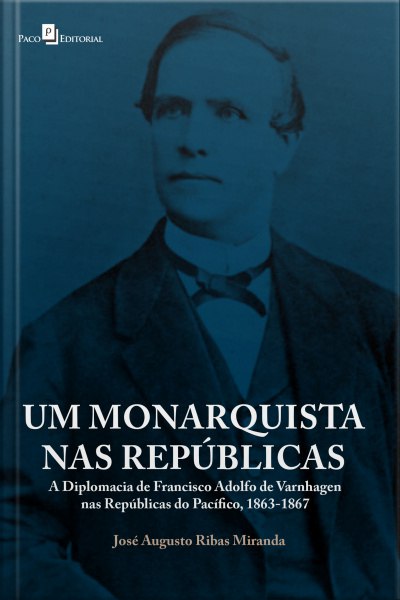 PACO EDITORIAL
UM MONARQUISTA
NAS REPÚBLICAS
A Diplomacia de Francisco Adolfo de Varnhagen
nas Repúblicas do Pacífico, 1863-1867
José Augusto Ribas Miranda